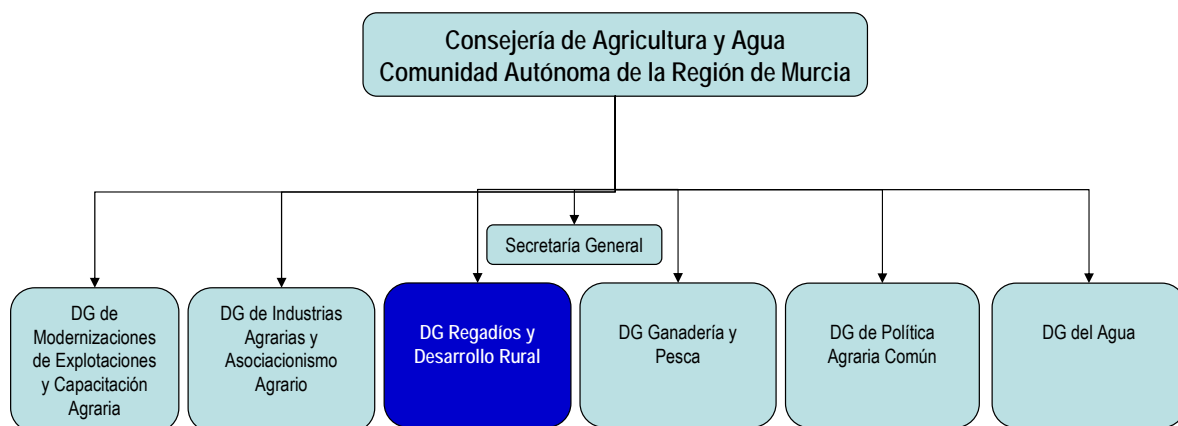 Consejería de Agricultura y Agua
Comunidad Autónoma de la Región de Murcia
Secretaría General
DG de
Modernizaciones
de Explotaciones
y Capacitación
Agraria
DG de Industrias
Agrarias y
Asociacionismo
Agrario
DG Regadíos y
Desarrollo Rural
DG Ganadería y
Pesca
DG de Política
Agraria Común
DG del Agua